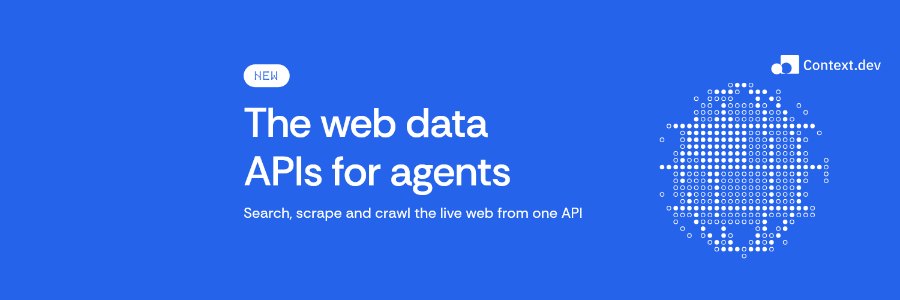 Context.dev
NEW
The web data
APIs for agents
Search, scrape and crawl the live web from one API